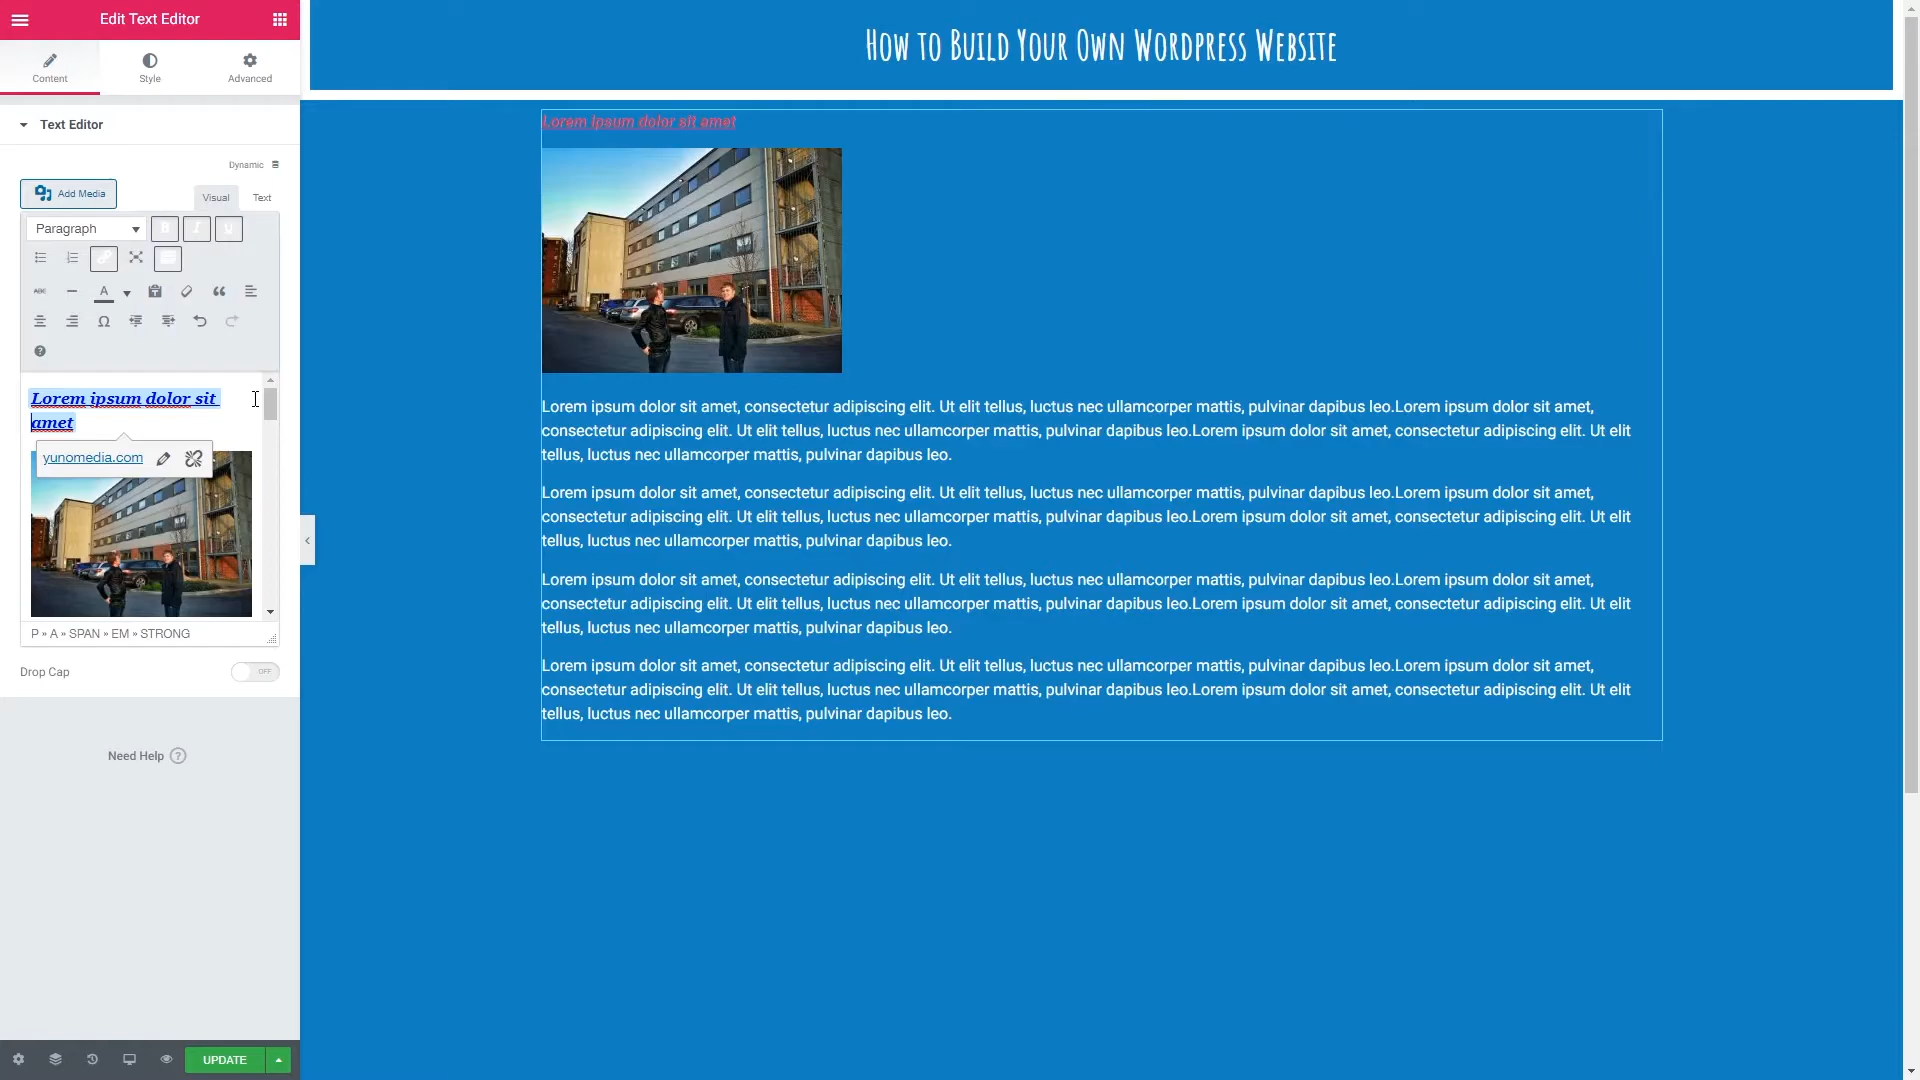 Edit Text Editor
Content
Style
Advanced
Text Editor
Dynamic
Add Media
Visual
Text
Paragraph
B
I
U
ABC
A
Ω
Lorem ipsum dolor sit
amet
yunomedia.com
P » A » SPAN » EM » STRONG
Drop Cap
OFF
Need Help ?
UPDATE
How to Build Your Own Wordpress Website
Lorem ipsum dolor sit amet
Lorem ipsum dolor sit amet, consectetur adipiscing elit. Ut elit tellus, luctus nec ullamcorper mattis, pulvinar dapibus leo.Lorem ipsum dolor sit amet,
consectetur adipiscing elit. Ut elit tellus, luctus nec ullamcorper mattis, pulvinar dapibus leo.Lorem ipsum dolor sit amet, consectetur adipiscing elit. Ut elit
tellus, luctus nec ullamcorper mattis, pulvinar dapibus leo.
Lorem ipsum dolor sit amet, consectetur adipiscing elit. Ut elit tellus, luctus nec ullamcorper mattis, pulvinar dapibus leo.Lorem ipsum dolor sit amet,
consectetur adipiscing elit. Ut elit tellus, luctus nec ullamcorper mattis, pulvinar dapibus leo.Lorem ipsum dolor sit amet, consectetur adipiscing elit. Ut elit
tellus, luctus nec ullamcorper mattis, pulvinar dapibus leo.
Lorem ipsum dolor sit amet, consectetur adipiscing elit. Ut elit tellus, luctus nec ullamcorper mattis, pulvinar dapibus leo.Lorem ipsum dolor sit amet,
consectetur adipiscing elit. Ut elit tellus, luctus nec ullamcorper mattis, pulvinar dapibus leo.Lorem ipsum dolor sit amet, consectetur adipiscing elit. Ut elit
tellus, luctus nec ullamcorper mattis, pulvinar dapibus leo.
Lorem ipsum dolor sit amet, consectetur adipiscing elit. Ut elit tellus, luctus nec ullamcorper mattis, pulvinar dapibus leo.Lorem ipsum dolor sit amet,
consectetur adipiscing elit. Ut elit tellus, luctus nec ullamcorper mattis, pulvinar dapibus leo.Lorem ipsum dolor sit amet, consectetur adipiscing elit. Ut elit
tellus, luctus nec ullamcorper mattis, pulvinar dapibus leo.